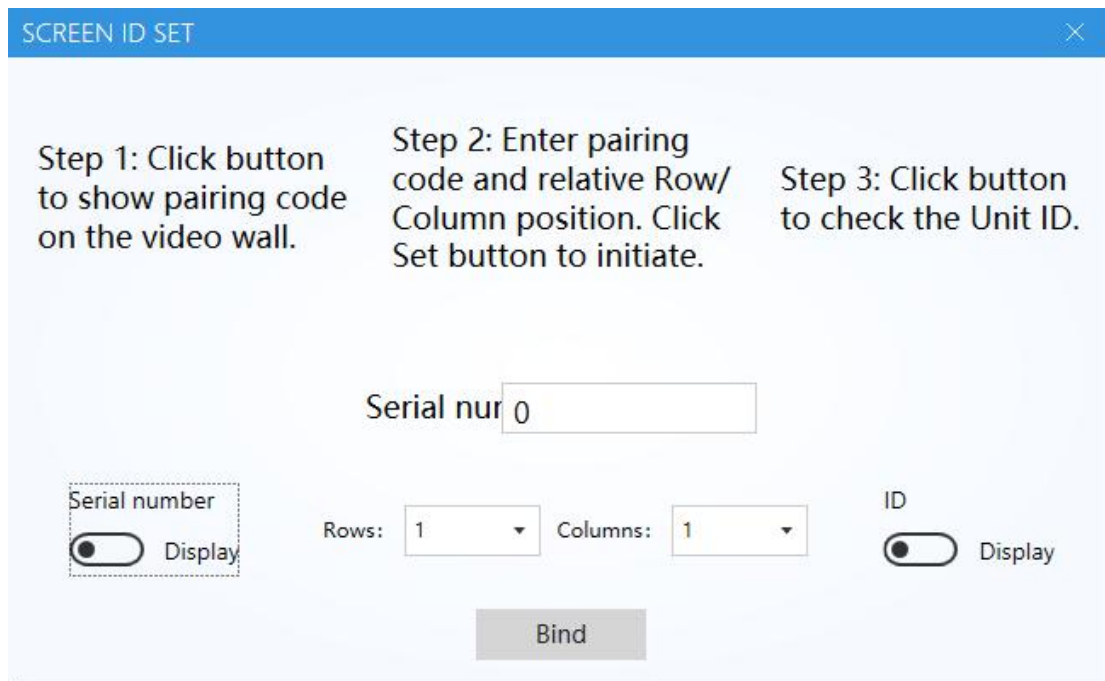 SCREEN ID SET
Step 1: Click button
to show pairing code
on the video wall.
Step 2: Enter pairing
code and relative Row/
Column position. Click
Set button to initiate.
Step 3: Click button
to check the Unit ID.
Serial nur 0
Serial number
Display
Rows: 1 Columns: 1
ID
Display
Bind